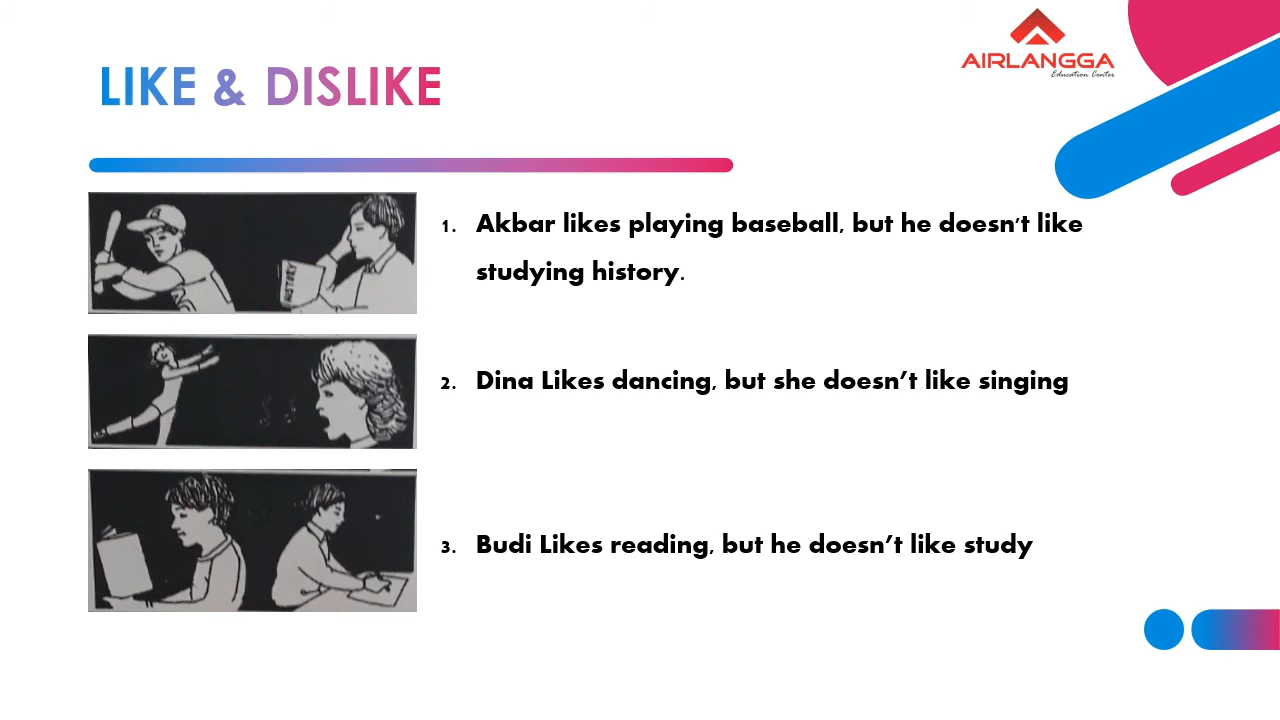 AIRLANGGA
Education Center
LIKE & DISLIKE
1. Akbar likes playing baseball, but he doesn't like
studying history.
HISTORY
2. Dina Likes dancing, but she doesn’t like singing
3. Budi Likes reading, but he doesn’t like study